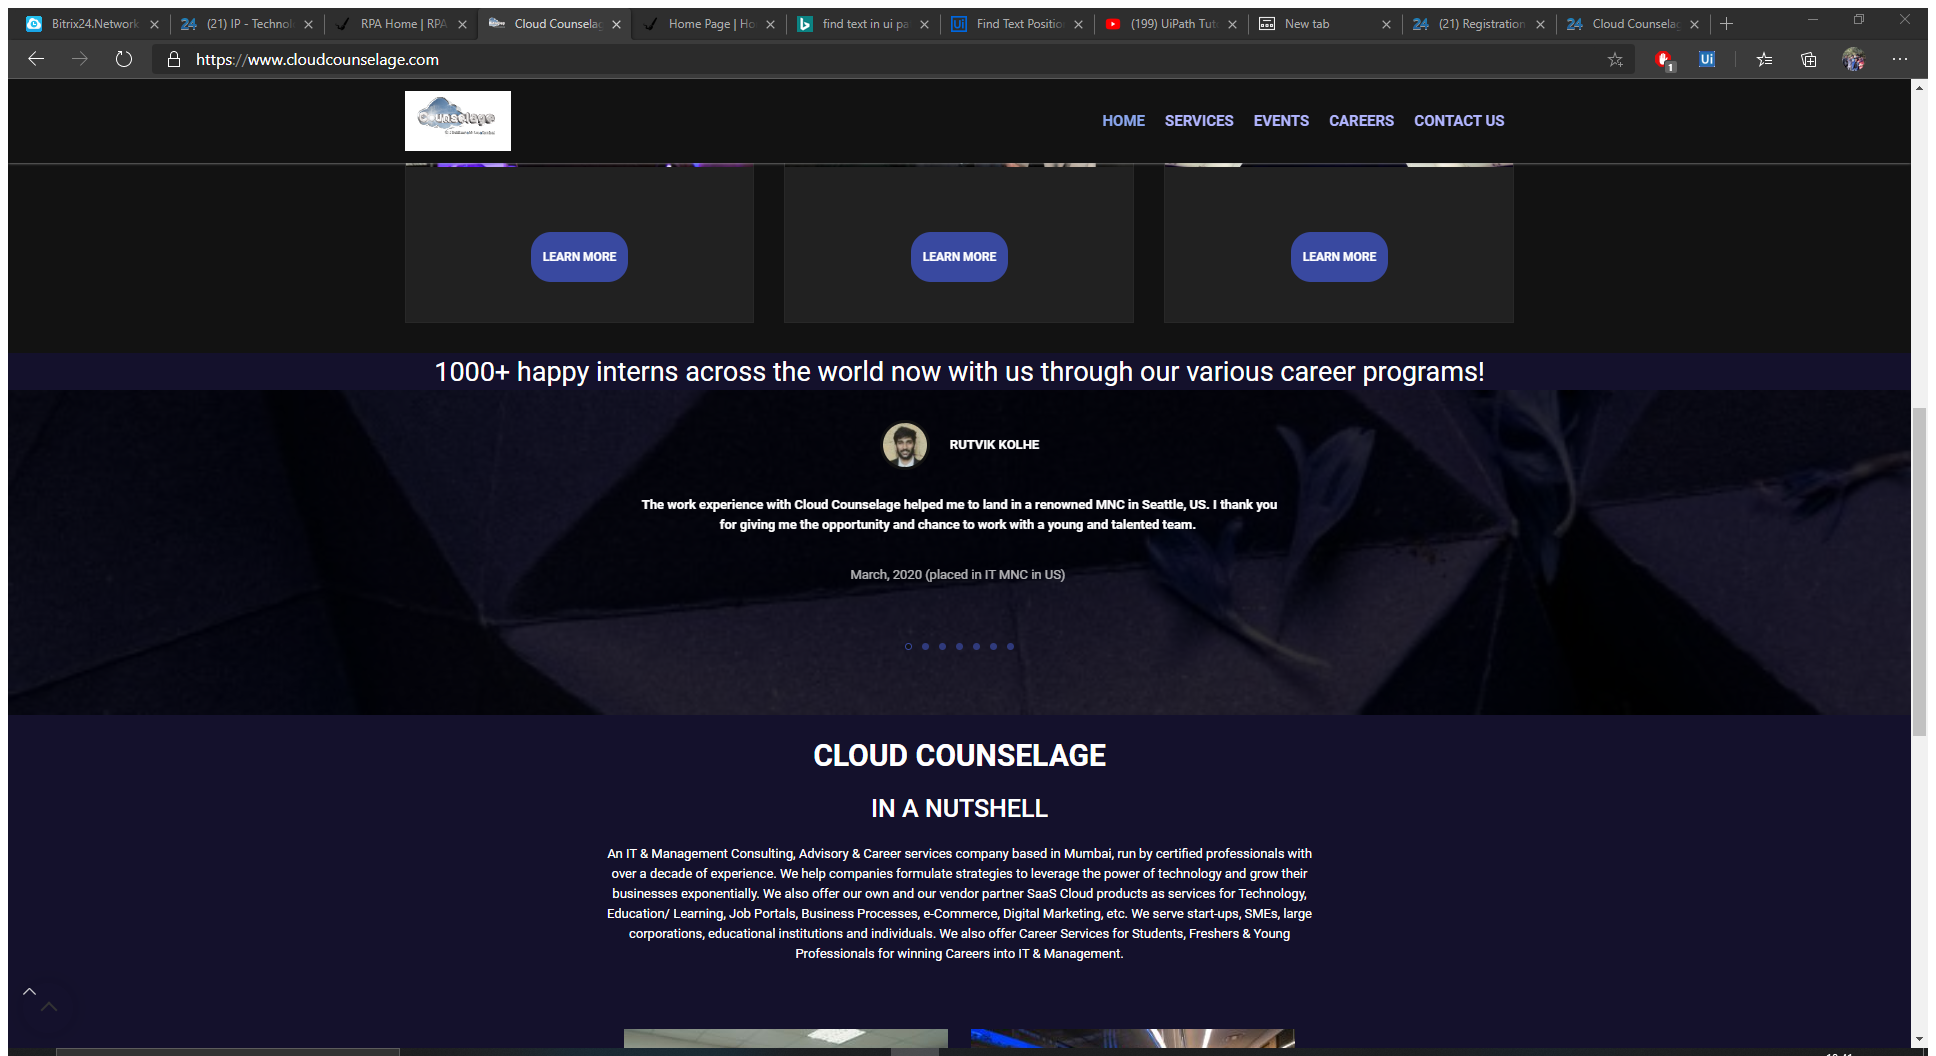 Bitrix24.Network
(21) IP - Technol
RPA Home | RPA
Cloud Counselag
Home Page | Ho
find text in ui pa
Find Text Positio
(199) UiPath Tut
New tab
(21) Registration
Cloud Counselag
https://www.cloudcounselage.com
1
Ui
Counselage
HOME SERVICES EVENTS CAREERS CONTACT US
LEARN MORE
LEARN MORE
LEARN MORE
1000+ happy interns across the world now with us through our various career programs!
RUTVIK KOLHE
The work experience with Cloud Counselage helped me to land in a renowned MNC in Seattle, US. I thank you
for giving me the opportunity and chance to work with a young and talented team.
March, 2020 (placed in IT MNC in US)
CLOUD COUNSELAGE
IN A NUTSHELL
An IT & Management Consulting, Advisory & Career services company based in Mumbai, run by certified professionals with
over a decade of experience. We help companies formulate strategies to leverage the power of technology and grow their
businesses exponentially. We also offer our own and our vendor partner SaaS Cloud products as services for Technology,
Education/ Learning, Job Portals, Business Processes, e-Commerce, Digital Marketing, etc. We serve start-ups, SMEs, large
corporations, educational institutions and individuals. We also offer Career Services for Students, Freshers & Young
Professionals for winning Careers into IT & Management.